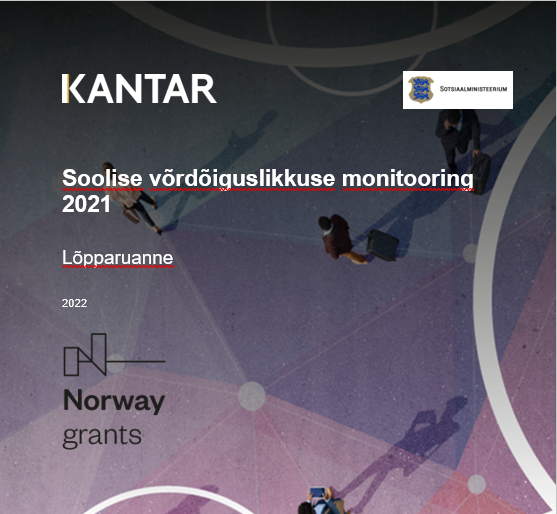 KANTAR
SOTSIAALMINISTEERIUM
Soolise võrdõiguslikkuse monitooring
2021
Lõpparuanne
2022
Norway
grants